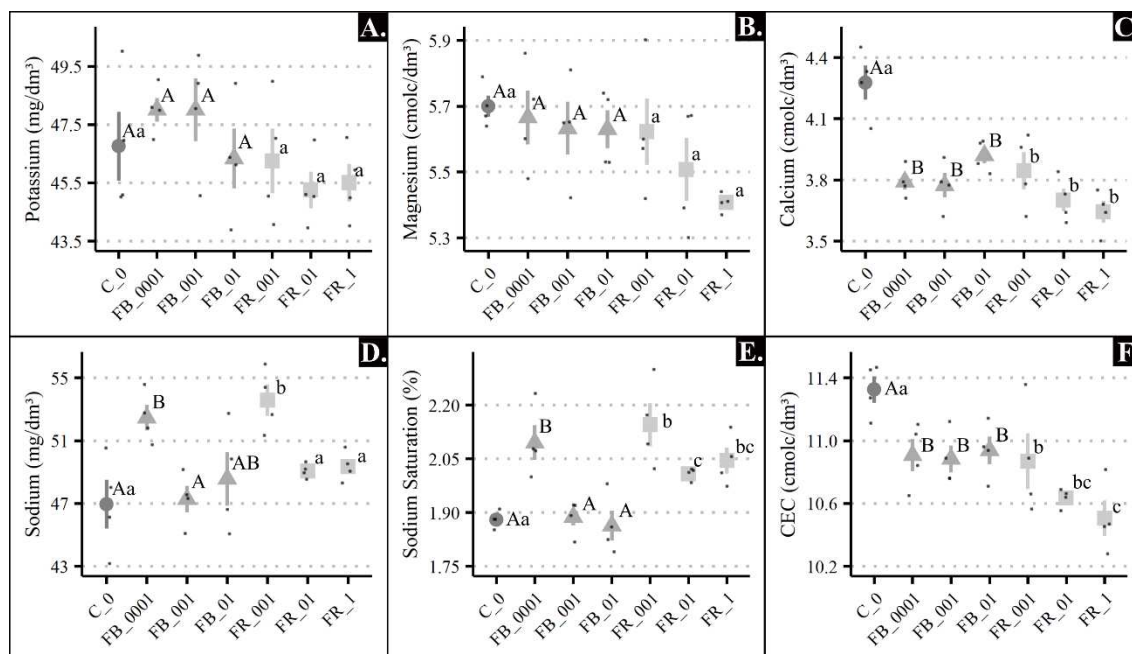 A.
Potassium (mg/dm³)
49.5
47.5
45.5
43.5
Aa
A
A
A
a
a
a
C_0
FB_0001
FB_001
FB_01
FR_001
FR_01
FR_1
B.
Magnesium (cmolc/dm³)
5.9
5.7
5.5
5.3
Aa
A
A
A
a
a
a
C_0
FB_0001
FB_001
FB_01
FR_001
FR_01
FR_1
C
Calcium (cmolc/dm³)
4.4
4.1
3.8
3.5
Aa
B
B
B
b
b
b
C_0
FB_0001
FB_001
FB_01
FR_001
FR_01
FR_1
D.
Sodium (mg/dm³)
55
51
47
43
Aa
B
A
AB
b
a
a
C_0
FB_0001
FB_001
FB_01
FR_001
FR_01
FR_1
E.
Sodium Saturation (%)
2.20
2.05
1.90
1.75
Aa
B
A
A
b
c
bc
C_0
FB_0001
FB_001
FB_01
FR_001
FR_01
FR_1
F
CEC (cmolc/dm³)
11.4
11.0
10.6
10.2
Aa
B
B
B
b
bc
c
C_0
FB_0001
FB_001
FB_01
FR_001
FR_01
FR_1